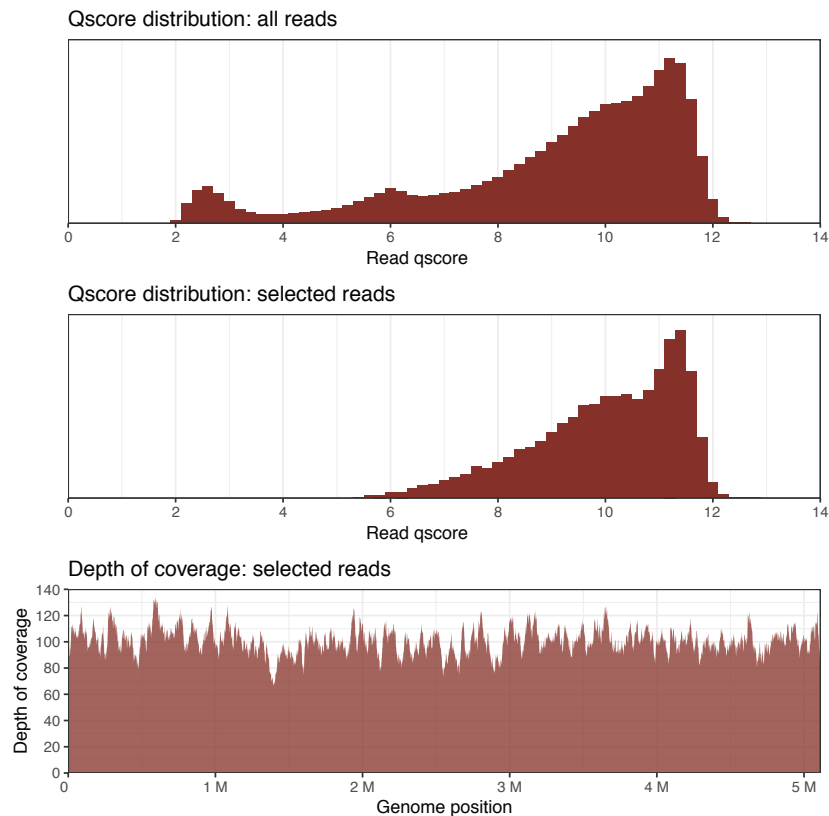 Qscore distribution: all reads
0 2 4 6 8 10 12 14
Read qscore
Qscore distribution: selected reads
0 2 4 6 8 10 12 14
Read qscore
Depth of coverage: selected reads
Depth of coverage
140
120
100
80
60
40
20
0
0 1 M 2 M 3 M 4 M 5 M
Genome position